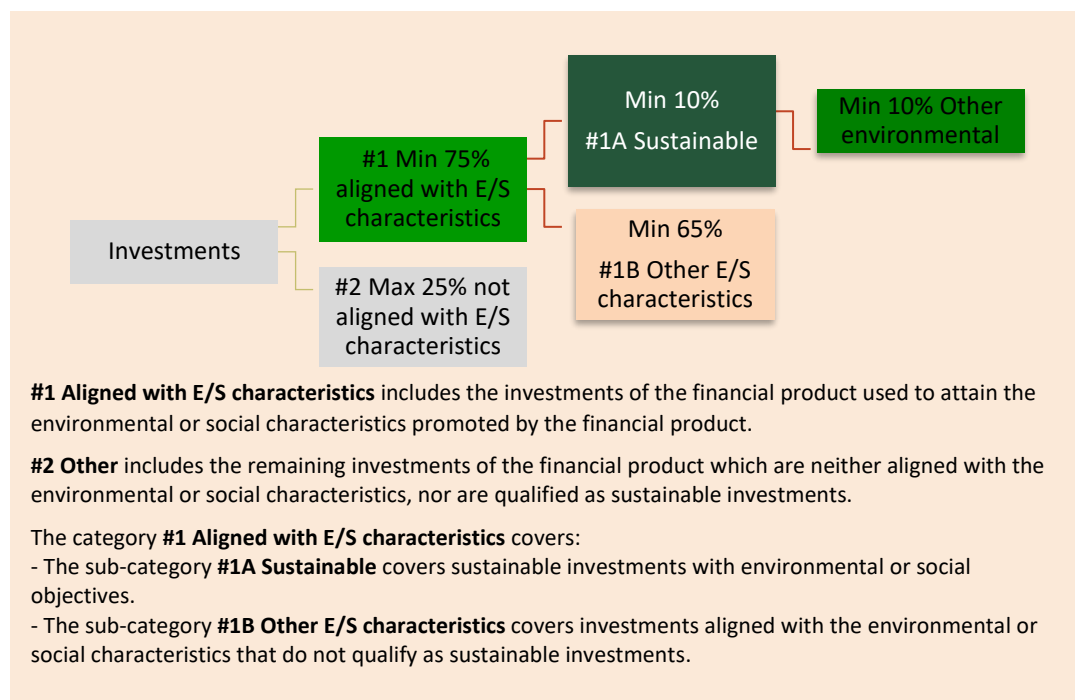 Investments
#1 Min 75%
aligned with E/S
characteristics
#2 Max 25% not
aligned with E/S
characteristics
Min 10%
#1A Sustainable
Min 65%
#1B Other E/S
characteristics
Min 10% Other
environmental
#1 Aligned with E/S characteristics includes the investments of the financial product used to attain the
environmental or social characteristics promoted by the financial product.
#2 Other includes the remaining investments of the financial product which are neither aligned with the
environmental or social characteristics, nor are qualified as sustainable investments.
The category #1 Aligned with E/S characteristics covers:
- The sub-category #1A Sustainable covers sustainable investments with environmental or social
objectives.
- The sub-category #1B Other E/S characteristics covers investments aligned with the environmental or
social characteristics that do not qualify as sustainable investments.